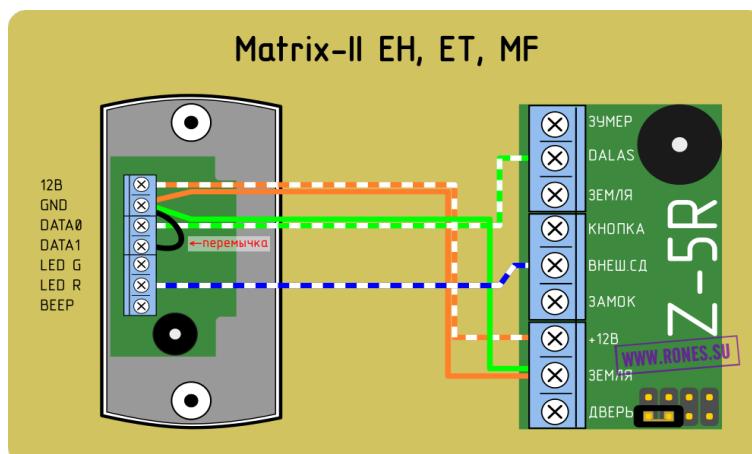 Matrix-II EH, ET, MF
12В
GND
DATA0
DATA1
LED G
LED R
BEEP
←перемычка
ЗУМЕР
DALAS
ЗЕМЛЯ
КНОПКА
ВНЕШ.СД
ЗАМОК
+12В
ЗЕМЛЯ
ДВЕРЬ
Z-5R
WWW.RONES.SU